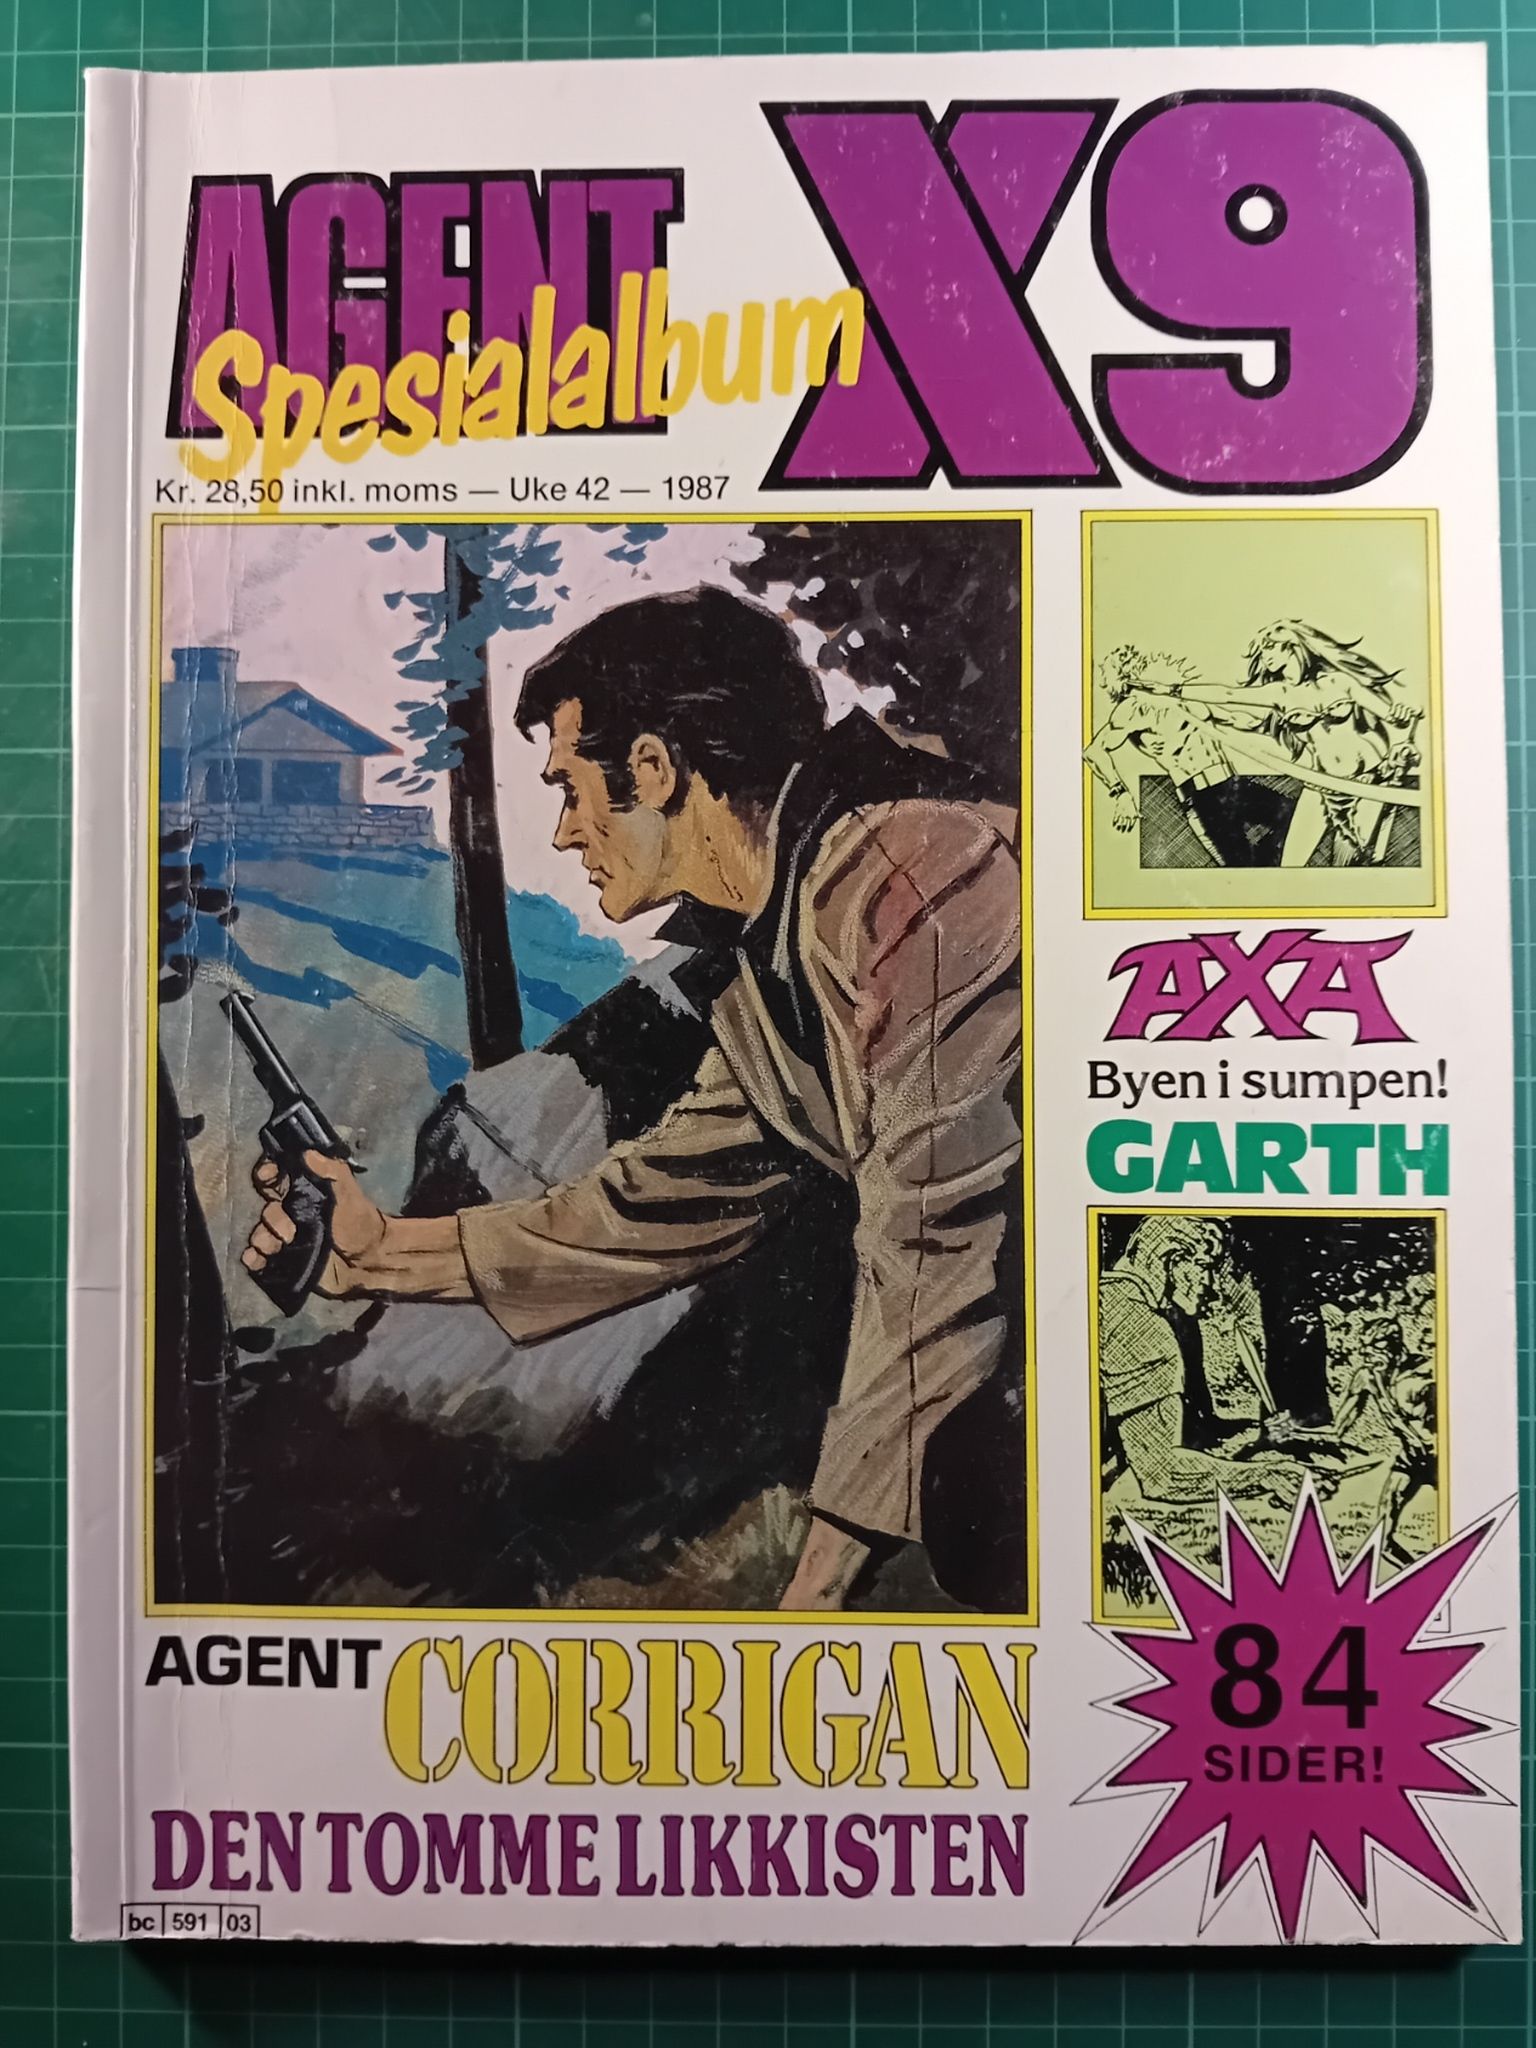 AGENT X9
Spesialalbum
Kr. 28,50 inkl. moms — Uke 42 — 1987
AXA
Byen i sumpen!
GARTH
84
SIDER!
AGENT CORRIGAN
DEN TOMME LIKKISTEN
bc 591 03